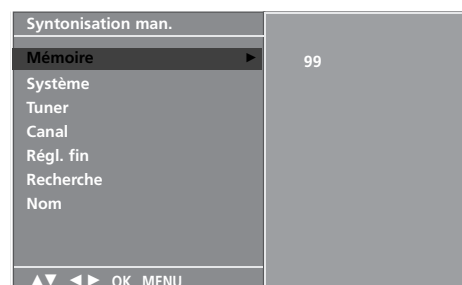 Syntonisation man.
Mémoire ► 99
Système
Tuner
Canal
Régl. fin
Recherche
Nom
▲▼ ◄► OK MENU